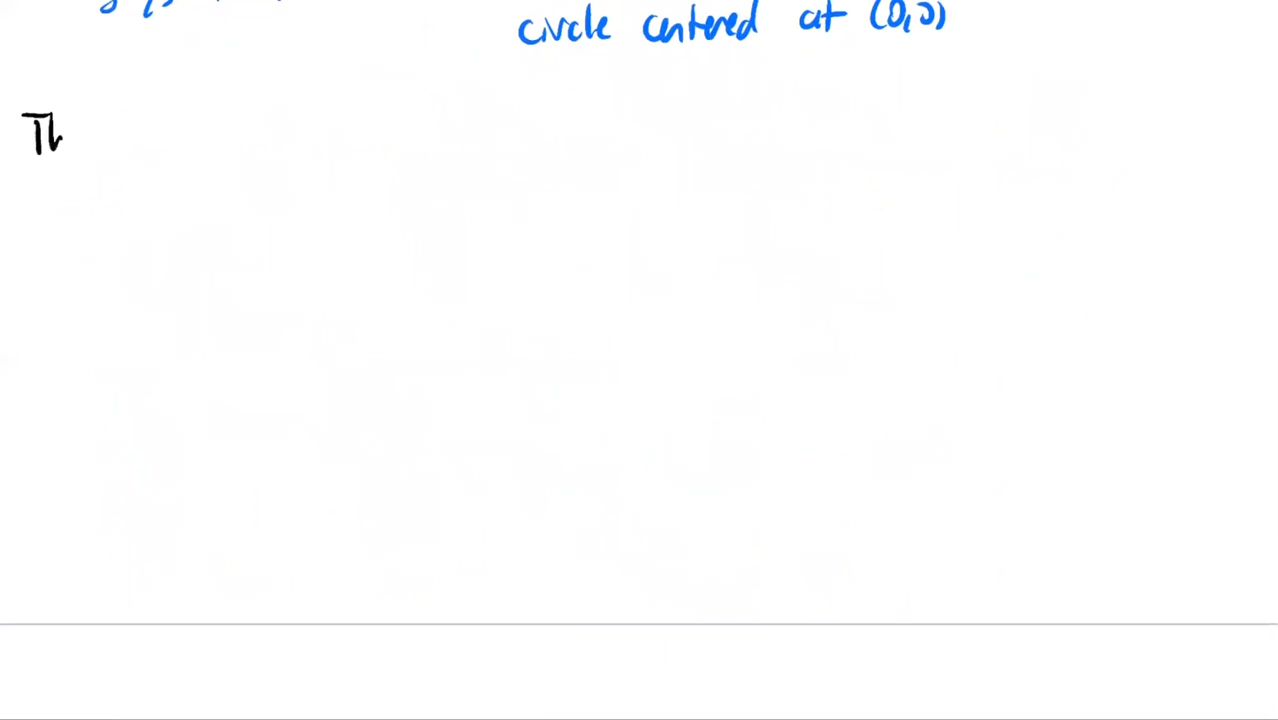 circle centered at (0,0)
Th